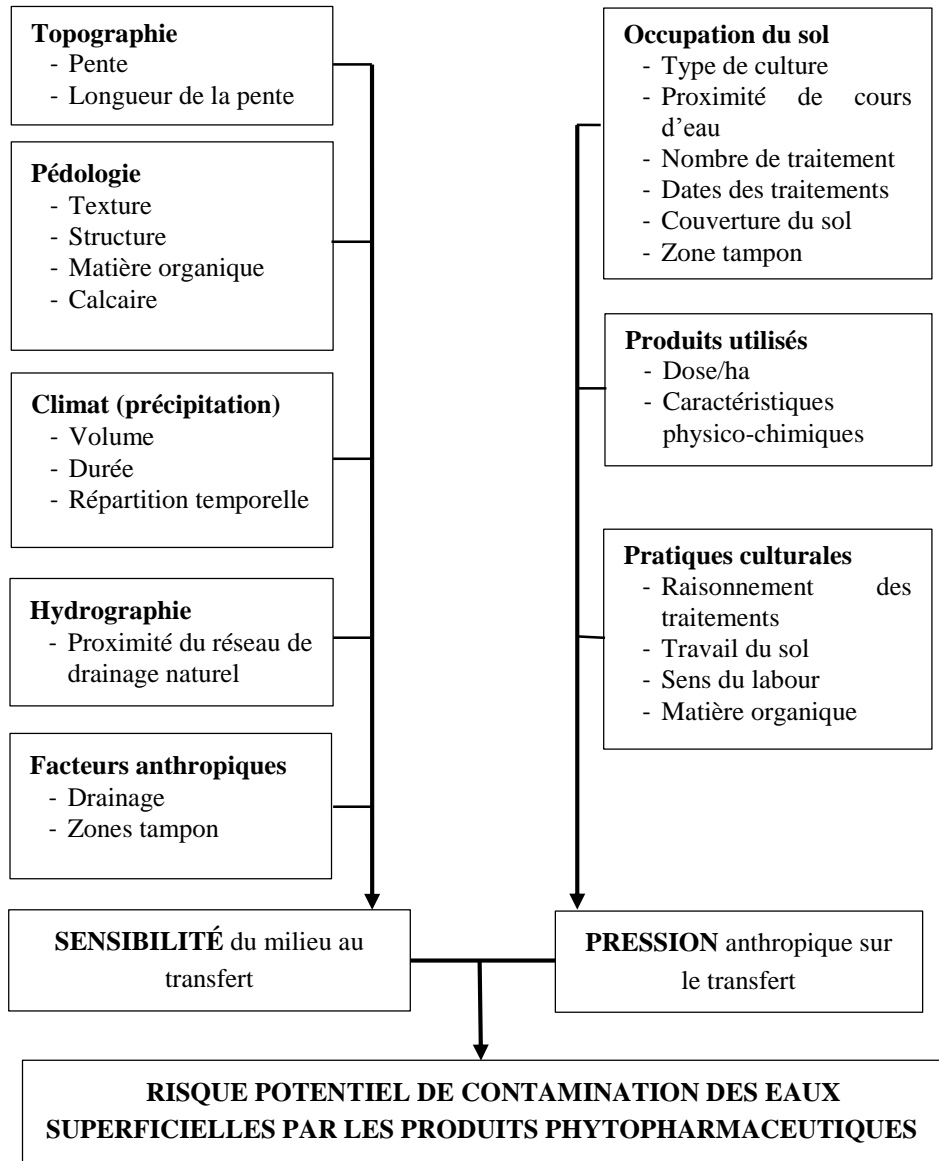 Topographie
- Pente
- Longueur de la pente
Pédologie
- Texture
- Structure
- Matière organique
- Calcaire
Climat (précipitation)
- Volume
- Durée
- Répartition temporelle
Hydrographie
- Proximité du réseau de
drainage naturel
Facteurs anthropiques
- Drainage
- Zones tampon
Occupation du sol
- Type de culture
- Proximité de cours
d’eau
- Nombre de traitement
- Dates des traitements
- Couverture du sol
- Zone tampon
Produits utilisés
- Dose/ha
- Caractéristiques
physico-chimiques
Pratiques culturales
- Raisonnement des
traitements
- Travail du sol
- Sens du labour
- Matière organique
SENSIBILITÉ du milieu au
transfert
PRESSION anthropique sur
le transfert
RISQUE POTENTIEL DE CONTAMINATION DES EAUX
SUPERFICIELLES PAR LES PRODUITS PHYTOPHARMACEUTIQUES